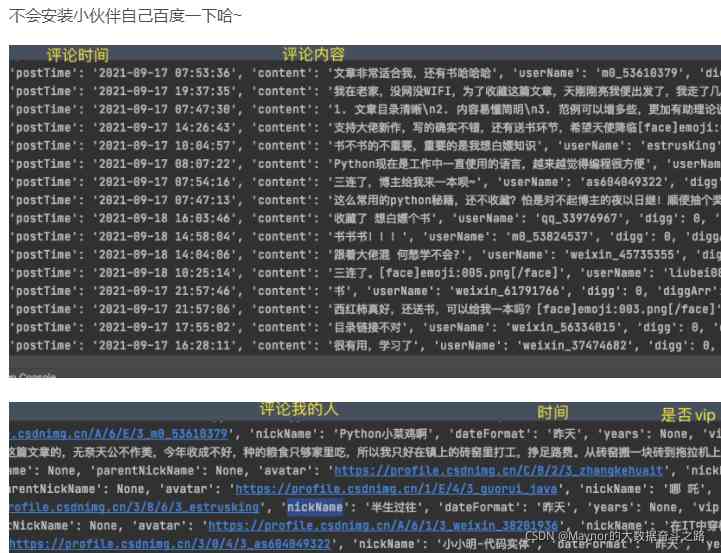 不会安装小伙伴自己百度一下哈~
评论时间 评论内容
'postTime': '2021-09-17 07:53:36', 'content': '文章非常适合我，还有书哈哈哈', 'userName': 'm0_53610379', 'di
'postTime': '2021-09-17 19:37:35', 'content': '我在老家，没网没WIFI，为了收藏这篇文章，天刚刚亮我便出发了，我走了几
'postTime': '2021-09-17 07:47:30', 'content': '1. 文章目录清晰\n2. 内容易懂简明\n3. 范例可以增多些，更加有助理论该
'postTime': '2021-09-17 14:26:43', 'content': '支持大佬新作，写的确实不错，还有送书环节，希望天使降临[face]emoji:
'postTime': '2021-09-17 10:04:57', 'content': '书不书的不重要，重要的是我想白嫖知识', 'userName': 'estrusKing'
'postTime': '2021-09-17 08:07:22', 'content': 'Python现在是工作中一直使用的语言，越来越觉得编程很方便', 'userNam
'postTime': '2021-09-17 07:54:16', 'content': '三连了，博主给我来一本呗~', 'userName': 'as604049322', 'digg'
'postTime': '2021-09-17 07:47:13', 'content': '这么常用的python秘籍，还不收藏？怕是对不起博主的夜以日继！顺便抽个奖
'postTime': '2021-09-18 16:03:46', 'content': '收藏了 想白嫖个书', 'userName': 'qq_33976967', 'digg': 0, 'di
'postTime': '2021-09-18 14:58:04', 'content': '书书书！！！', 'userName': 'm0_53824537', 'digg': 0, 'digg
'postTime': '2021-09-18 14:04:06', 'content': '跟着大佬混 何愁学不会?', 'userName': 'weixin_45735355', 'dig
'postTime': '2021-09-18 10:25:14', 'content': '三连了。[face]emoji:005.png[/face]', 'userName': 'liubei08
'postTime': '2021-09-17 21:57:46', 'content': '书', 'userName': 'weixin_61791766', 'digg': 0, 'diggArr'
'postTime': '2021-09-17 21:57:06', 'content': '西红柿真好，还送书，可以给我一本吗？[face]emoji:003.png[/face]'
'postTime': '2021-09-17 17:55:02', 'content': '目录链接不对', 'userName': 'weixin_56334015', 'digg': 0,
'postTime': '2021-09-17 16:28:11', 'content': '很有用，学习了', 'userName': 'weixin_37474682', 'digg': 0,
Console
评论我的人 时间 是否vip
e.csdnimg.cn/A/6/E/3_m0_53610379', 'nickName': 'Python小菜鸡啊', 'dateFormat': '昨天', 'years': None, 'vi
这篇文章的，无奈天公不作美，今年收成不好，种的粮食只够家里吃，所以我只好在镇上的砖窑里打工，挣足路费。从砖窑搬一块砖到拖拉机上
ame': None, 'parentNickName': None, 'avatar': 'https://profile.csdnimg.cn/C/B/2/3_zhangkehuait', 'nickN
arentNickName': None, 'avatar': 'https://profile.csdnimg.cn/1/E/4/3_guorui_java', 'nickName': '哪 吒',
rofile.csdnimg.cn/3/B/6/3_estrusking', 'nickName': '半生过往', 'dateFormat': '昨天', 'years': None, 'vip
ntNickName': None, 'avatar': 'https://profile.csdnimg.cn/A/6/1/3_weixin_38201936', 'nickName': '在IT中穿
https://profile.csdnimg.cn/3/0/4/3_as604049322', 'nickName': '小小明-代码实体', 'dateFormat': '昨天', 'ye
CSDN @Maynor的大数据奋斗之路